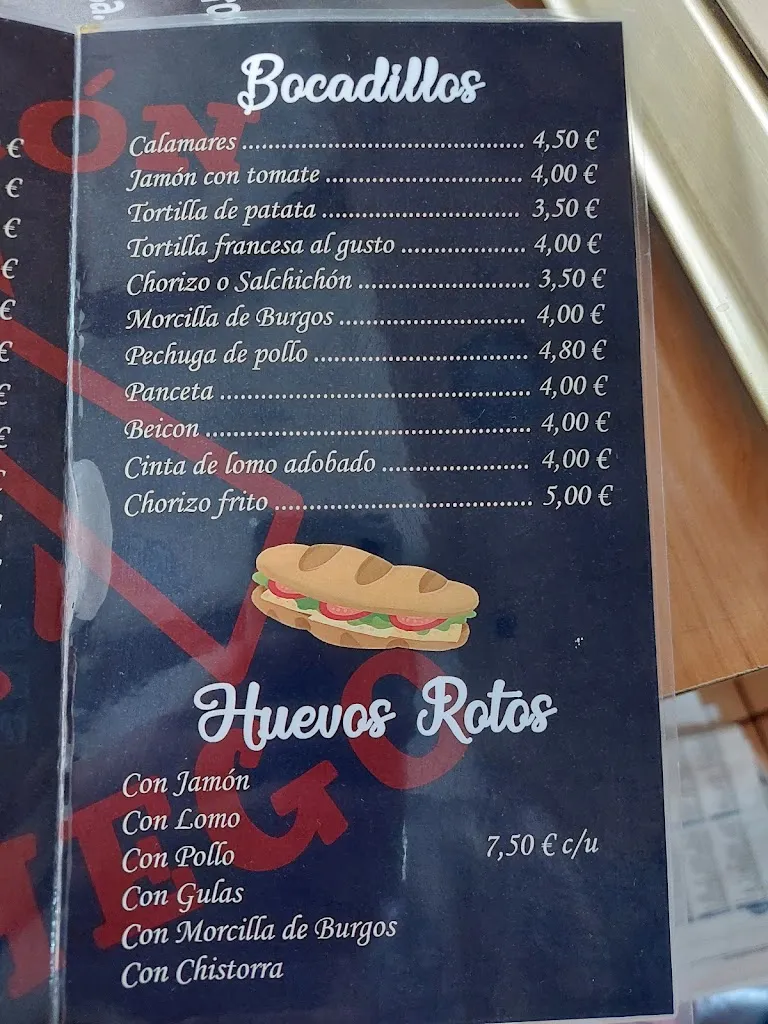 Bocadillos
Calamares ................................................ 4,50 €
Jamón con tomate .................................. 4,00 €
Tortilla de patata .................................. 3,50 €
Tortilla francesa al gusto ..................... 4,00 €
Chorizo o Salchichón ............................. 3,50 €
Morcilla de Burgos ................................ 4,00 €
Pechuga de pollo ..................................... 4,80 €
Panceta ..................................................... 4,00 €
Beicon ....................................................... 4,00 €
Cinta de lomo adobado ......................... 4,00 €
Chorizo frito ............................................ 5,00 €
Huevos Rotos
Con Jamón
Con Lomo
Con Pollo 7,50 € c/u
Con Gulas
Con Morcilla de Burgos
Con Chistorra